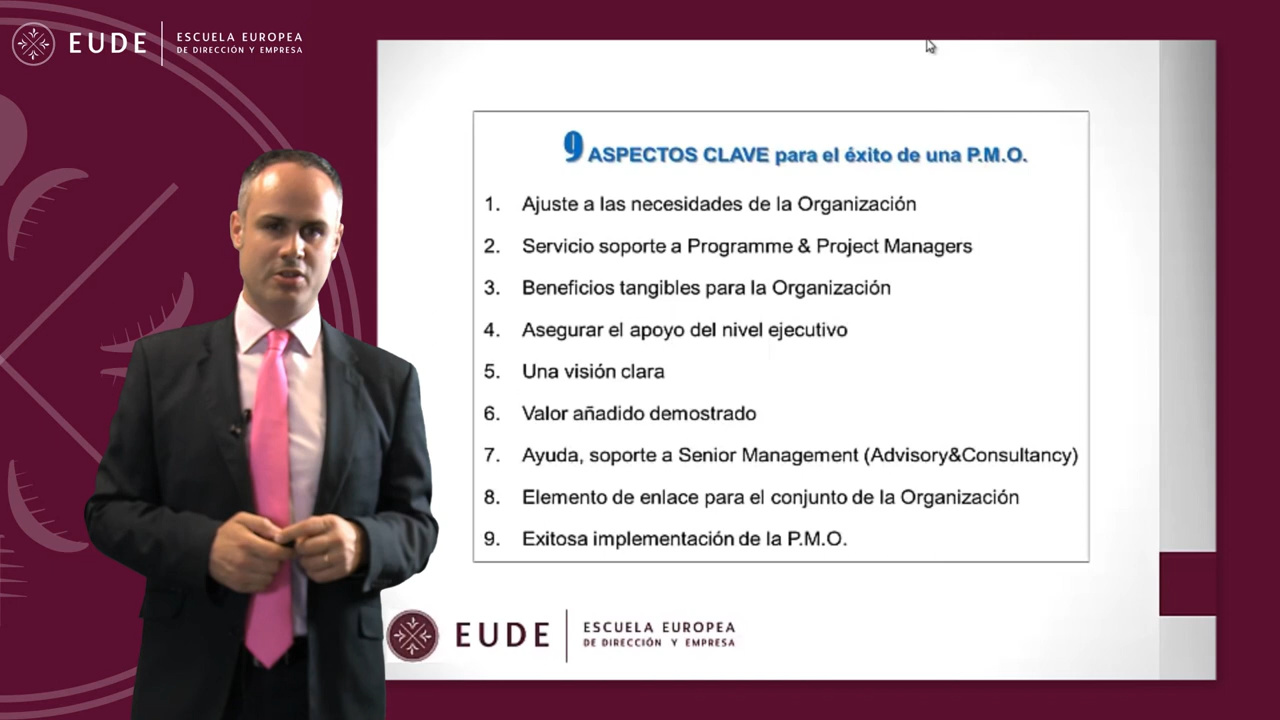 EUDE
ESCUELA EUROPEA
DE DIRECCIÓN Y EMPRESA
9 ASPECTOS CLAVE para el éxito de una P.M.O.
1. Ajuste a las necesidades de la Organización
2. Servicio soporte a Programme & Project Managers
3. Beneficios tangibles para la Organización
4. Asegurar el apoyo del nivel ejecutivo
5. Una visión clara
6. Valor añadido demostrado
7. Ayuda, soporte a Senior Management (Advisory&Consultancy)
8. Elemento de enlace para el conjunto de la Organización
9. Exitosa implementación de la P.M.O.
EUDE
ESCUELA EUROPEA
DE DIRECCIÓN Y EMPRESA